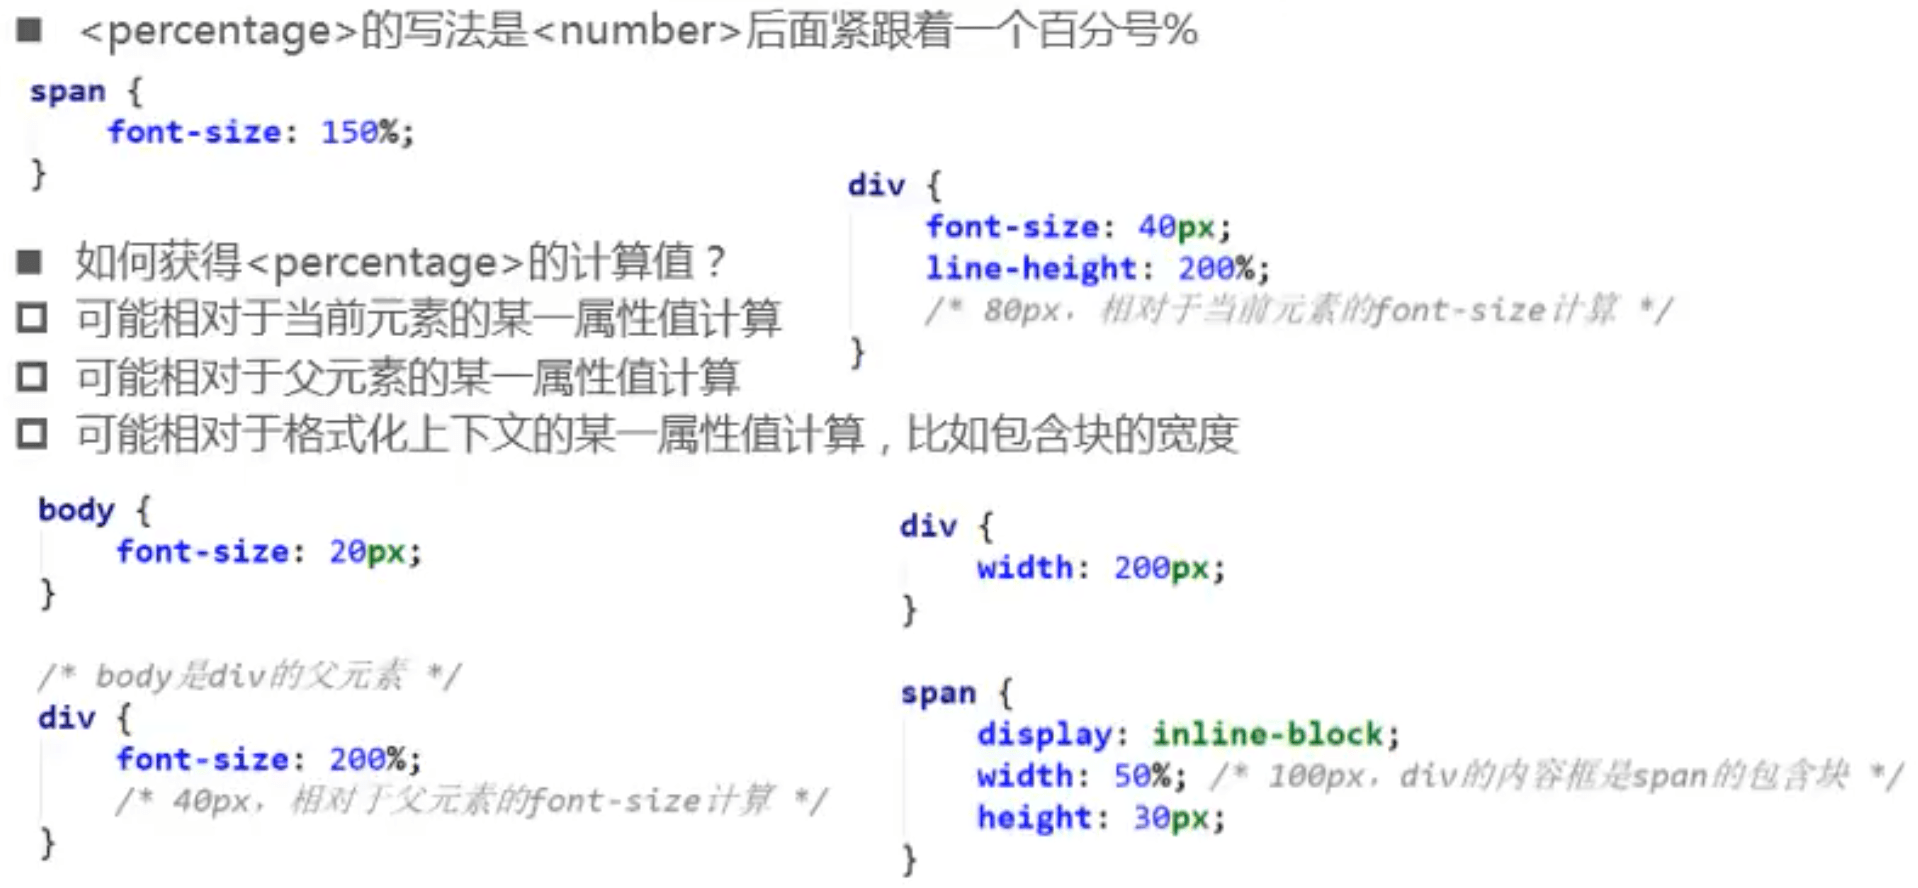 ■ <percentage>的写法是<number>后面紧跟着一个百分号%
span {
font-size: 150%;
}
div {
font-size: 40px;
line-height: 200%;
/* 80px，相对于当前元素的font-size计算 */
}
■ 如何获得<percentage>的计算值？
□ 可能相对于当前元素的某一属性值计算
□ 可能相对于父元素的某一属性值计算
□ 可能相对于格式化上下文的某一属性值计算，比如包含块的宽度
body {
font-size: 20px;
}
/* body是div的父元素 */
div {
font-size: 200%;
/* 40px，相对于父元素的font-size计算 */
}
div {
width: 200px;
}
span {
display: inline-block;
width: 50%; /* 100px，div的内容框是span的包含块 */
height: 30px;
}